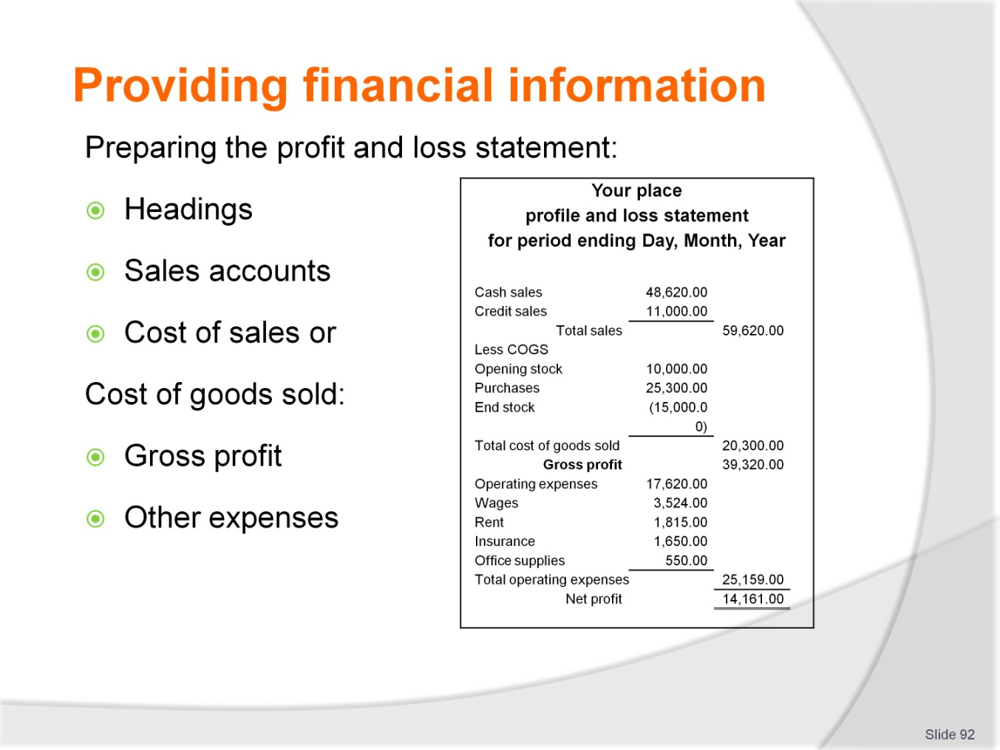 Providing financial information
Preparing the profit and loss statement:
Headings
Sales accounts
Cost of sales or
Cost of goods sold:
Gross profit
Other expenses
Your place
profile and loss statement
for period ending Day, Month, Year
Cash sales 48,620.00
Credit sales 11,000.00
Total sales 59,620.00
Less COGS
Opening stock 10,000.00
Purchases 25,300.00
End stock (15,000.0
0)
Total cost of goods sold 20,300.00
Gross profit 39,320.00
Operating expenses 17,620.00
Wages 3,524.00
Rent 1,815.00
Insurance 1,650.00
Office supplies 550.00
Total operating expenses 25,159.00
Net profit 14,161.00
Slide 92